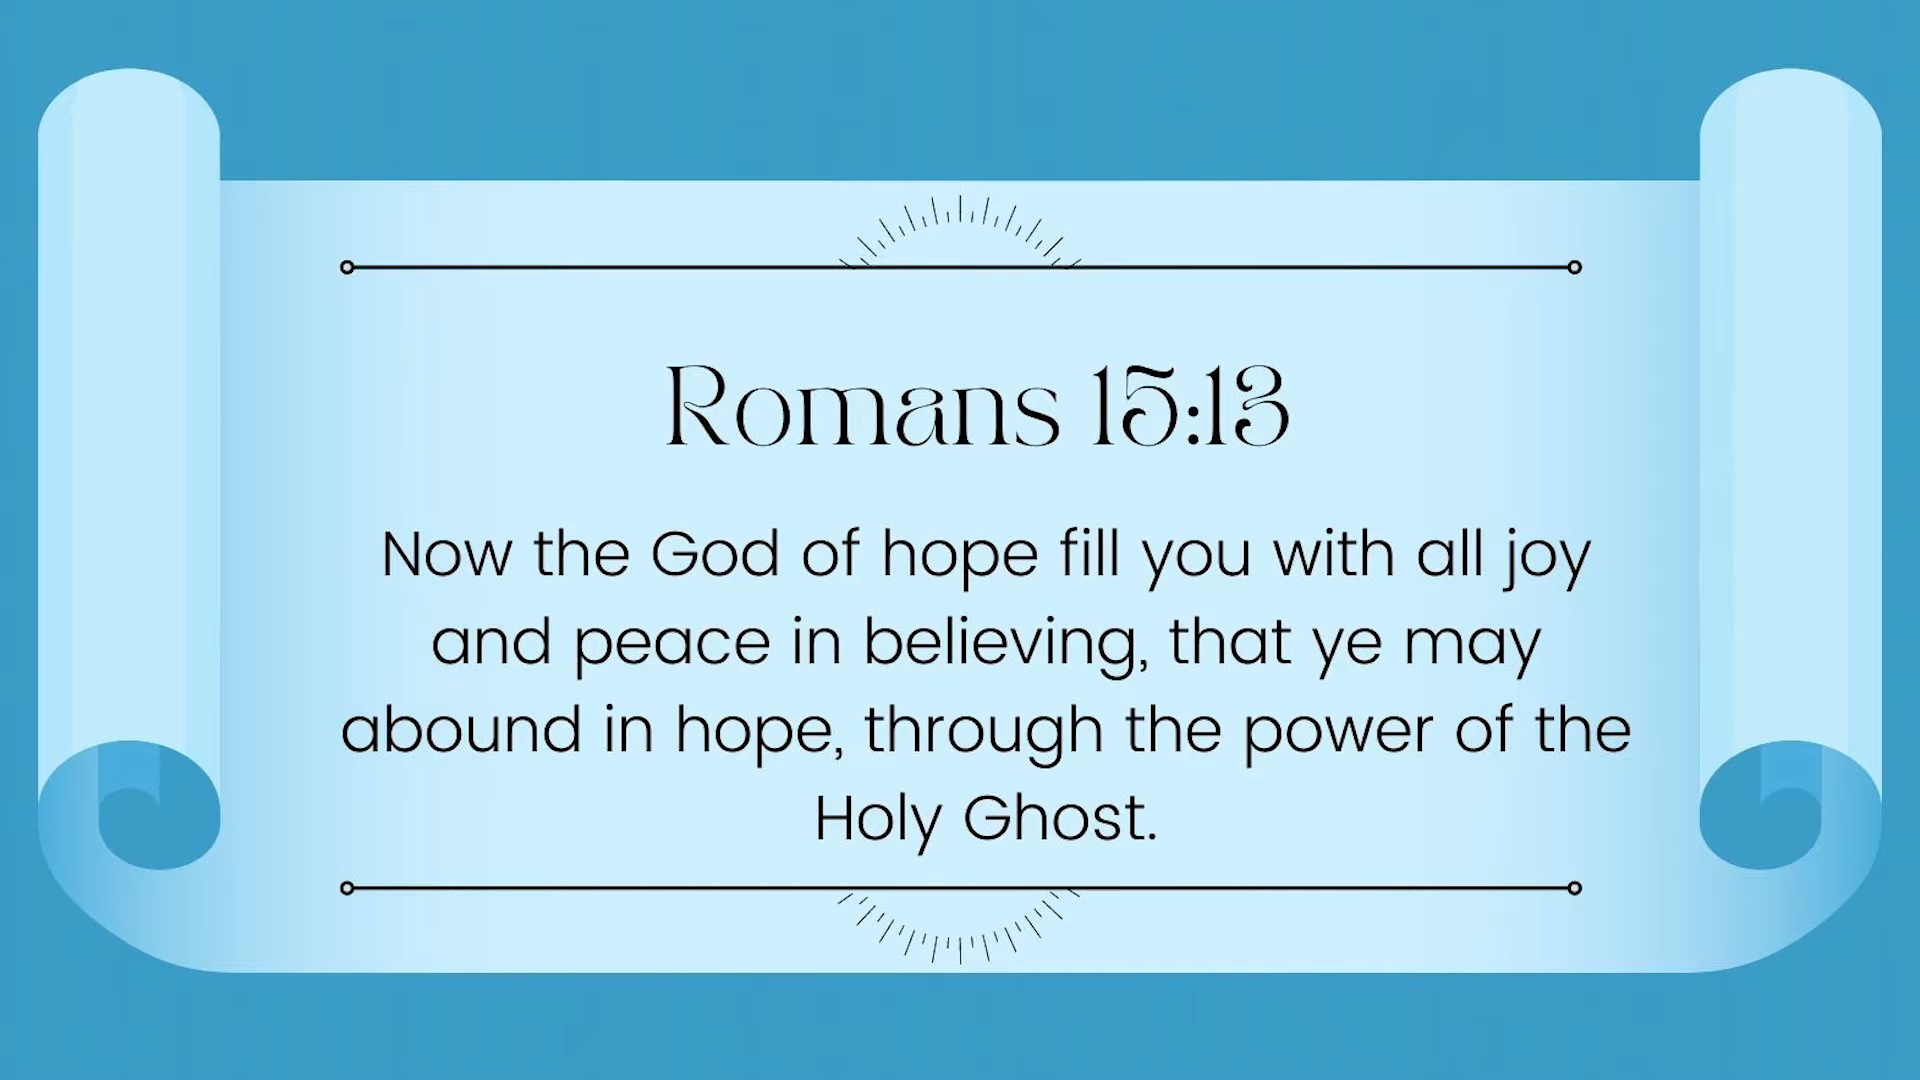 Romans 15:13
Now the God of hope fill you with all joy
and peace in believing, that ye may
abound in hope, through the power of the
Holy Ghost.